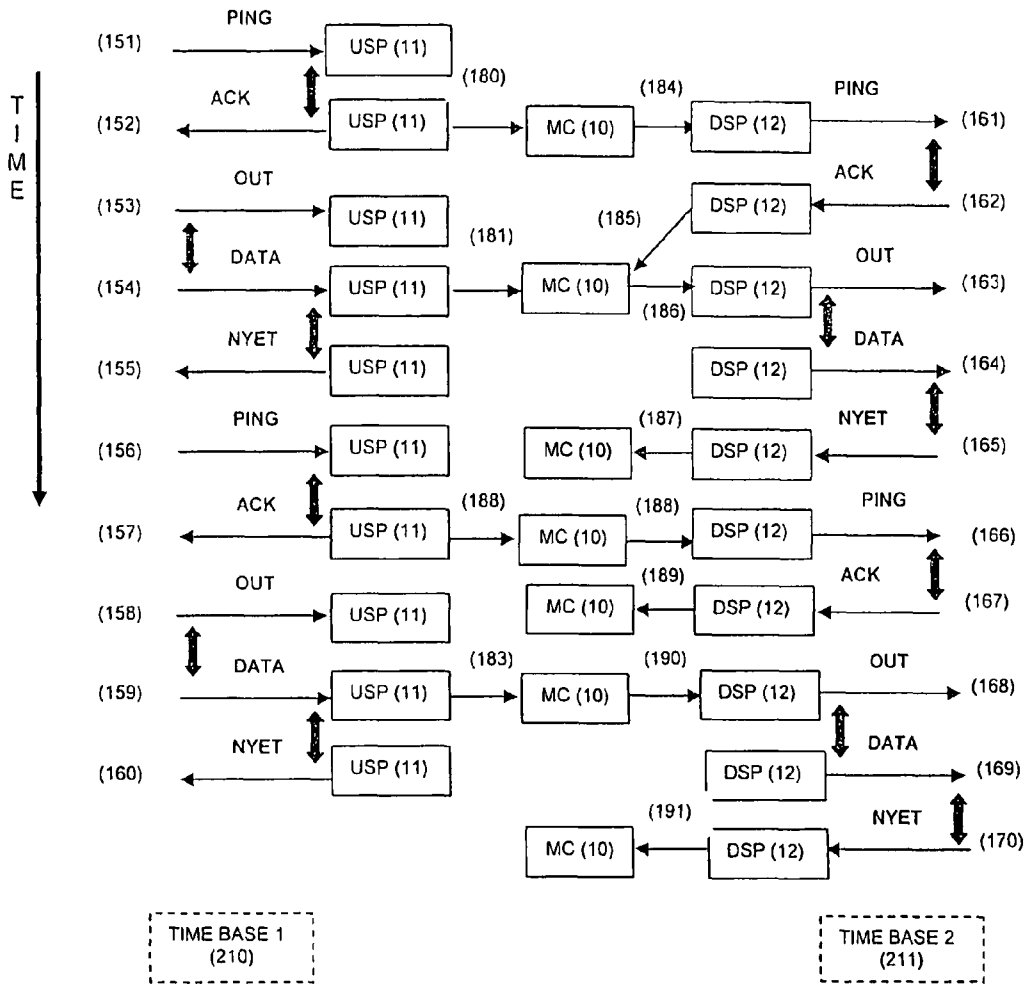 PING
(151) USP (11)
(180) (184) PING
TIME
ACK
(152) USP (11) MC (10) DSP (12) (161)
OUT ACK
(153) USP (11) (185) DSP (12) (162)
DATA (181) OUT
(154) USP (11) MC (10) (186) DSP (12) (163)
NYET DATA
(155) USP (11) DSP (12) (164)
PING (187) NYET
(156) USP (11) MC (10) DSP (12) (165)
ACK (188) (188) PING
(157) USP (11) MC (10) DSP (12) (166)
OUT (189) ACK
(158) USP (11) MC (10) DSP (12) (167)
DATA (183) (190) OUT
(159) USP (11) MC (10) DSP (12) (168)
NYET DATA
(160) USP (11) DSP (12) (169)
(191) NYET
MC (10) DSP (12) (170)
TIME BASE 1
(210)
TIME BASE 2
(211)